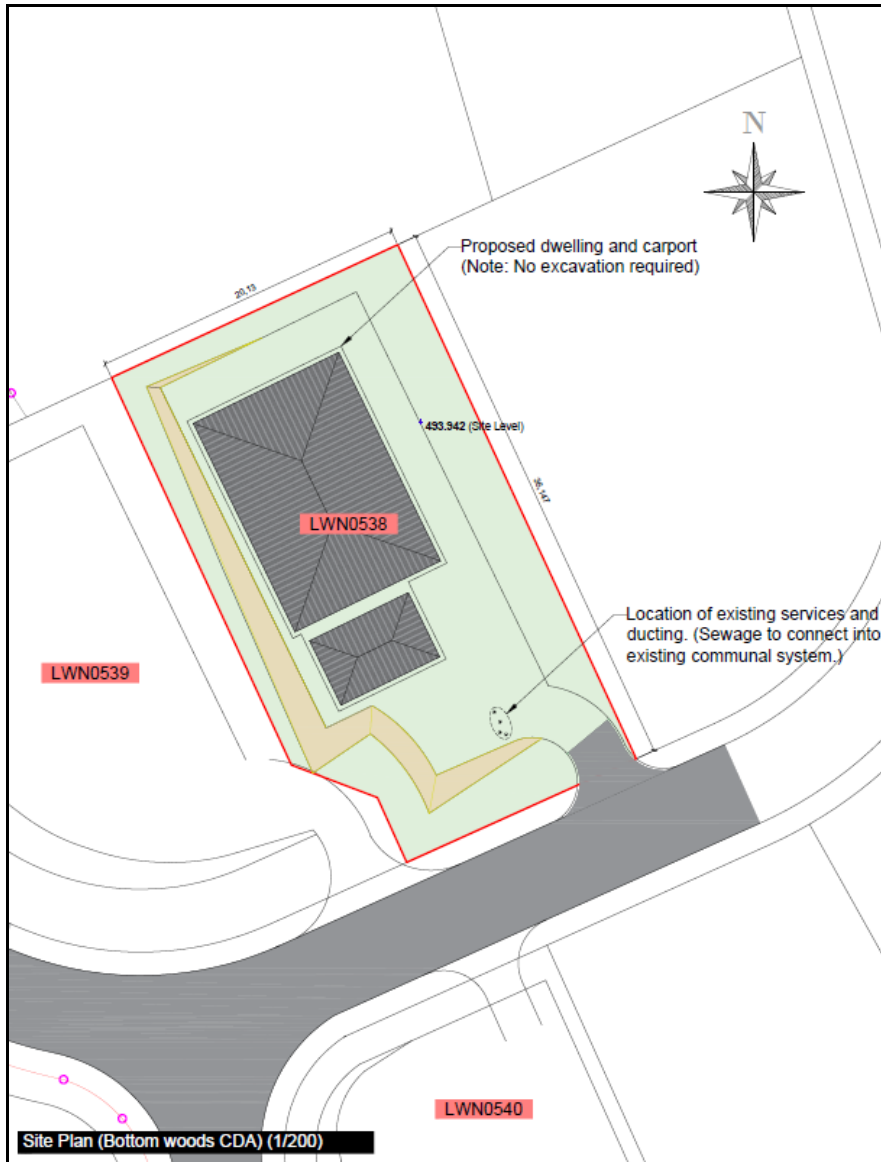 N
Proposed dwelling and carport
(Note: No excavation required)
20,13
493.942 (Site Level)
36,147
LWN0538
Location of existing services and
ducting. (Sewage to connect into
existing communal system.)
LWN0539
LWN0540
Site Plan (Bottom woods CDA) (1/200)